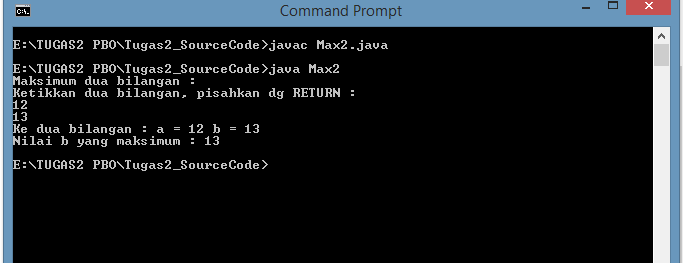 Command Prompt
E:\TUGAS2 PBO\Tugas2_SourceCode>javac Max2.java
E:\TUGAS2 PBO\Tugas2_SourceCode>java Max2
Maksimum dua bilangan :
Ketikkan dua bilangan, pisahkan dg RETURN :
12
13
Ke dua bilangan : a = 12 b = 13
Nilai b yang maksimum : 13
E:\TUGAS2 PBO\Tugas2_SourceCode>